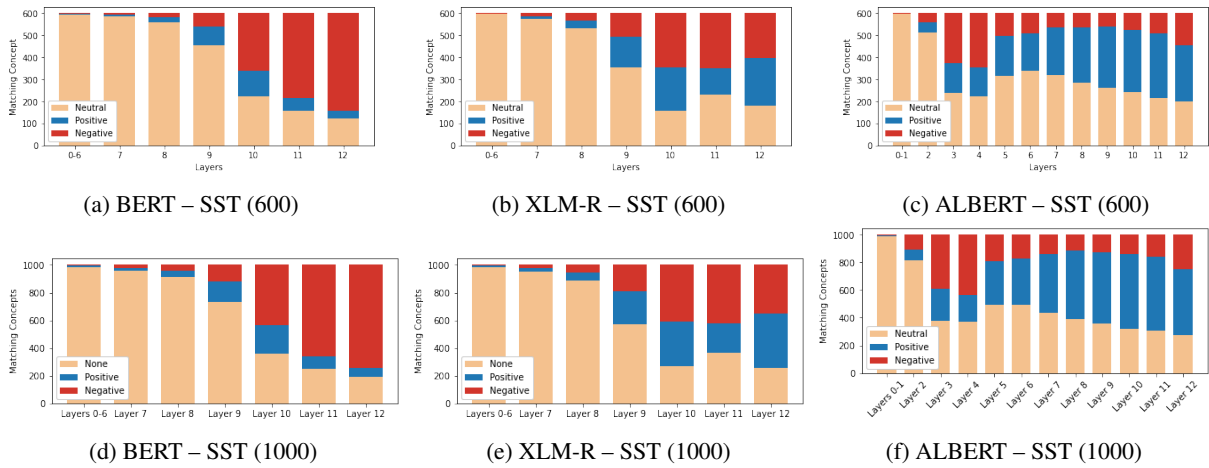 600
500
400
300
200
100
0
Matching Concept
Neutral
Positive
Negative
0-6 7 8 9 10 11 12
Layers
(a) BERT – SST (600)
600
500
400
300
200
100
0
Matching Concept
Neutral
Positive
Negative
0-6 7 8 9 10 11 12
Layers
(b) XLM-R – SST (600)
600
500
400
300
200
100
0
Matching Concept
Neutral
Positive
Negative
0-1 2 3 4 5 6 7 8 9 10 11 12
Layers
(c) ALBERT – SST (600)
1000
800
600
400
200
0
Matching Concepts
None
Positive
Negative
Layers 0-6 Layer 7 Layer 8 Layer 9 Layer 10 Layer 11 Layer 12
(d) BERT – SST (1000)
1000
800
600
400
200
0
Matching Concepts
None
Positive
Negative
Layers 0-6 Layer 7 Layer 8 Layer 9 Layer 10 Layer 11 Layer 12
(e) XLM-R – SST (1000)
1000
800
600
400
200
0
Matching Concepts
Neutral
Positive
Negative
Layers 0-1 Layer 2 Layer 3 Layer 4 Layer 5 Layer 6 Layer 7 Layer 8 Layer 9 Layer 10 Layer 11 Layer 12
(f) ALBERT – SST (1000)